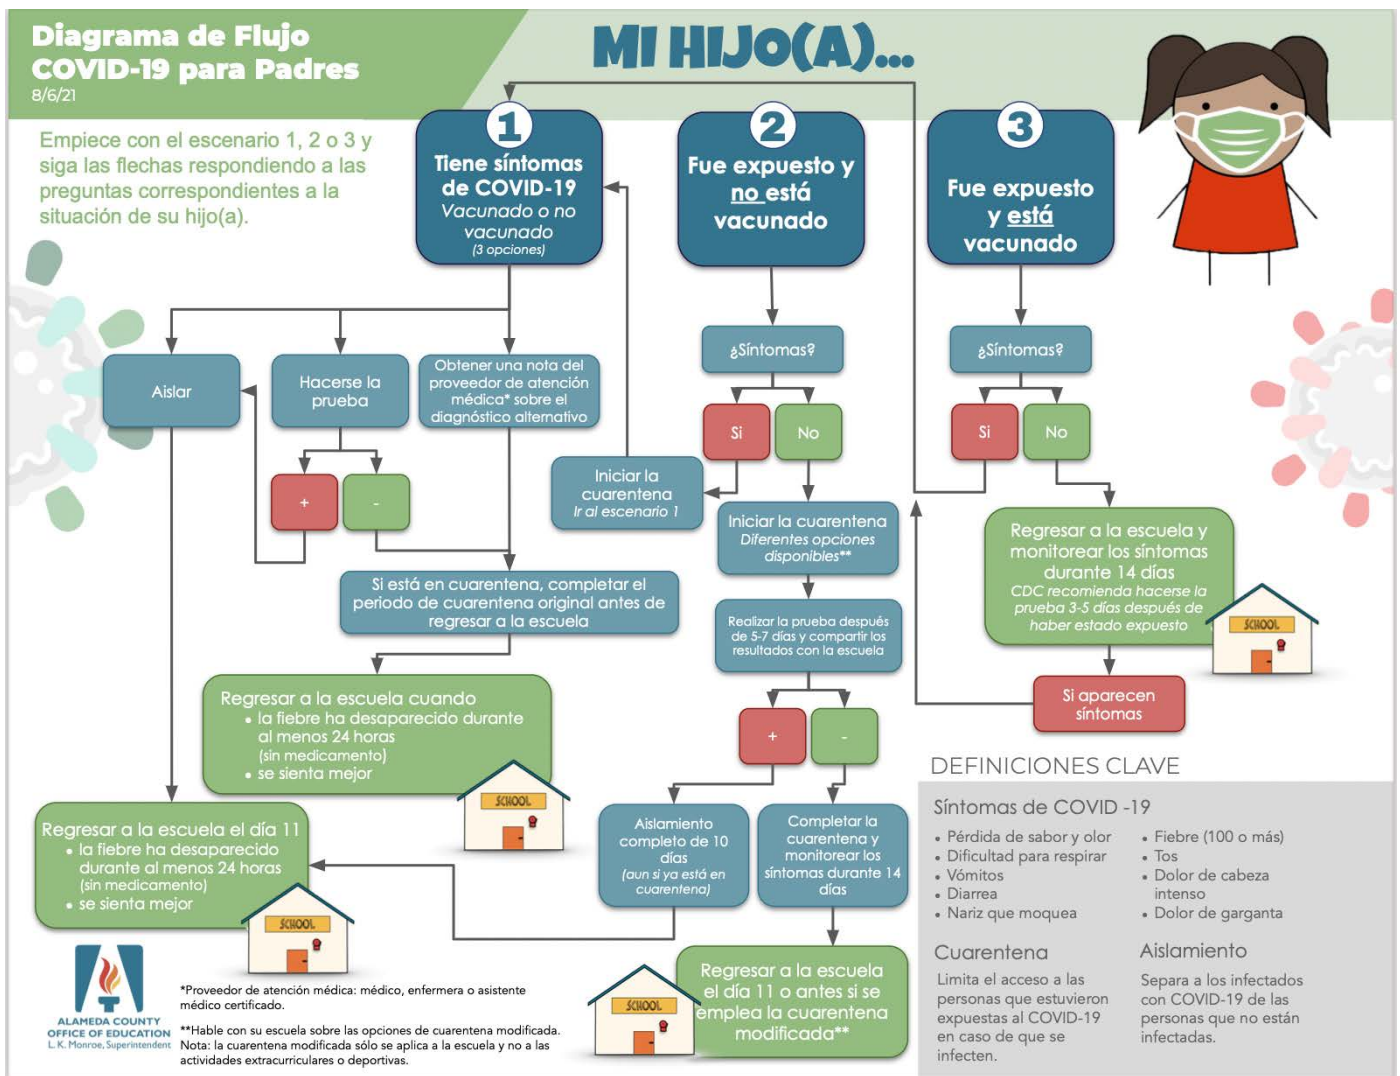 Diagrama de Flujo
COVID-19 para Padres
8/6/21
MI HIJO(A)...
Empiece con el escenario 1, 2 o 3 y
siga las flechas respondiendo a las
preguntas correspondientes a la
situación de su hijo(a).
1
Tiene síntomas
de COVID-19
Vacunado o no
vacunado
(3 opciones)
2
Fue expuesto y
no está
vacunado
3
Fue expuesto
y está
vacunado
Aislar
Hacerse la
prueba
Obtener una nota del
proveedor de atención
médica* sobre el
diagnóstico alternativo
¿Síntomas?
¿Síntomas?
Si
No
Si
No
+
-
Iniciar la
cuarentena
Ir al escenario 1
Iniciar la cuarentena
Diferentes opciones
disponibles**
Regresar a la escuela y
monitorear los síntomas
durante 14 días
CDC recomienda hacerse la
prueba 3-5 días después de
haber estado expuesto
SCHOOL
Si está en cuarentena, completar el
periodo de cuarentena original antes de
regresar a la escuela
Realizar la prueba después
de 5-7 días y compartir los
resultados con la escuela
Si aparecen
síntomas
Regresar a la escuela cuando
• la fiebre ha desaparecido durante
al menos 24 horas
(sin medicamento)
• se sienta mejor
SCHOOL
+
-
Regresar a la escuela el día 11
• la fiebre ha desaparecido
durante al menos 24 horas
(sin medicamento)
• se sienta mejor
SCHOOL
Aislamiento
completo de 10
días
(aun si ya está en
cuarentena)
Completar la
cuarentena y
monitorear los
síntomas durante 14
días
Regresar a la escuela
el día 11 o antes si se
emplea la cuarentena
modificada**
SCHOOL
DEFINICIONES CLAVE
Síntomas de COVID -19
• Pérdida de sabor y olor
• Dificultad para respirar
• Vómitos
• Diarrea
• Nariz que moquea
• Fiebre (100 o más)
• Tos
• Dolor de cabeza
intenso
• Dolor de garganta
Cuarentena
Limita el acceso a las
personas que estuvieron
expuestas al COVID-19
en caso de que se
infecten.
Aislamiento
Separa a los infectados
con COVID-19 de las
personas que no están
infectadas.
ALAMEDA COUNTY
OFFICE OF EDUCATION
L. K. Monroe, Superintendent
*Proveedor de atención médica: médico, enfermera o asistente
médico certificado.
**Hable con su escuela sobre las opciones de cuarentena modificada.
Nota: la cuarentena modificada sólo se aplica a la escuela y no a las
actividades extracurriculares o deportivas.